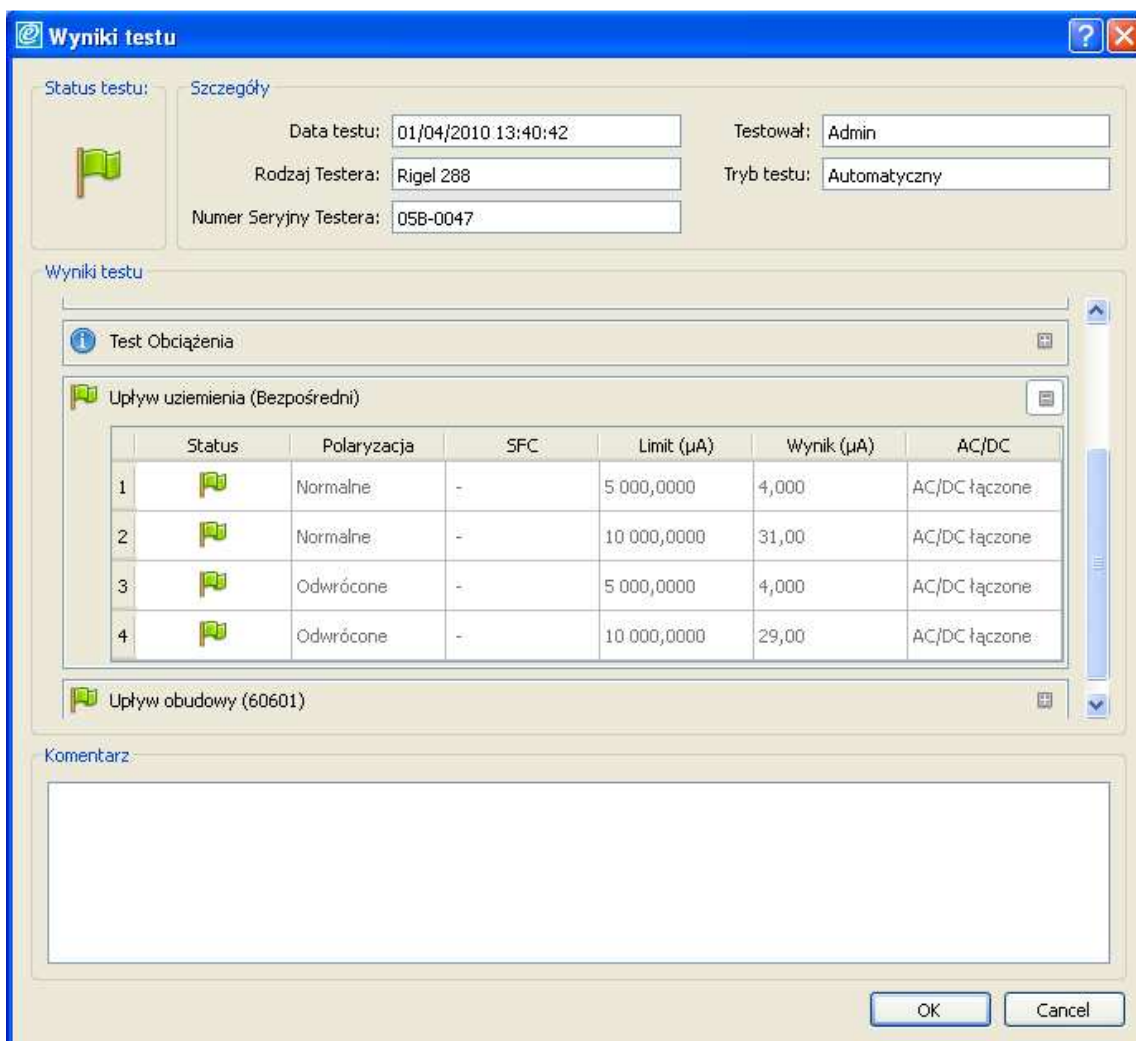 Wyniki testu
Status testu:
Szczegóły
Data testu: 01/04/2010 13:40:42 Testował: Admin
Rodzaj Testera: Rigel 288 Tryb testu: Automatyczny
Numer Seryjny Testera: 05B-0047
Wyniki testu
Test Obciążenia
Upływ uziemienia (Bezpośredni)
Status Polaryzacja SFC Limit (µA) Wynik (µA) AC/DC
1 Normalne - 5 000,0000 4,000 AC/DC łączone
2 Normalne - 10 000,0000 31,00 AC/DC łączone
3 Odwrócone - 5 000,0000 4,000 AC/DC łączone
4 Odwrócone - 10 000,0000 29,00 AC/DC łączone
Upływ obudowy (60601)
Komentarz
OK Cancel